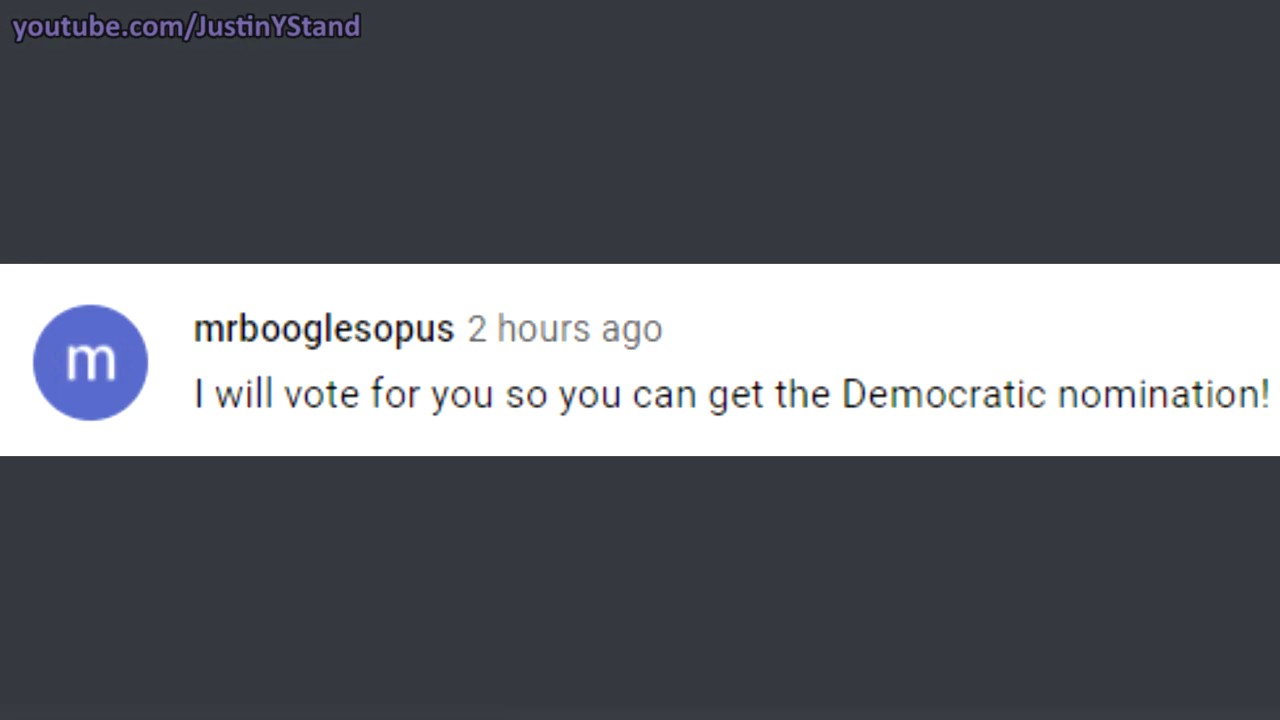 youtube.com/JustinYStand
m
mrbooglesopus 2 hours ago
I will vote for you so you can get the Democratic nomination!